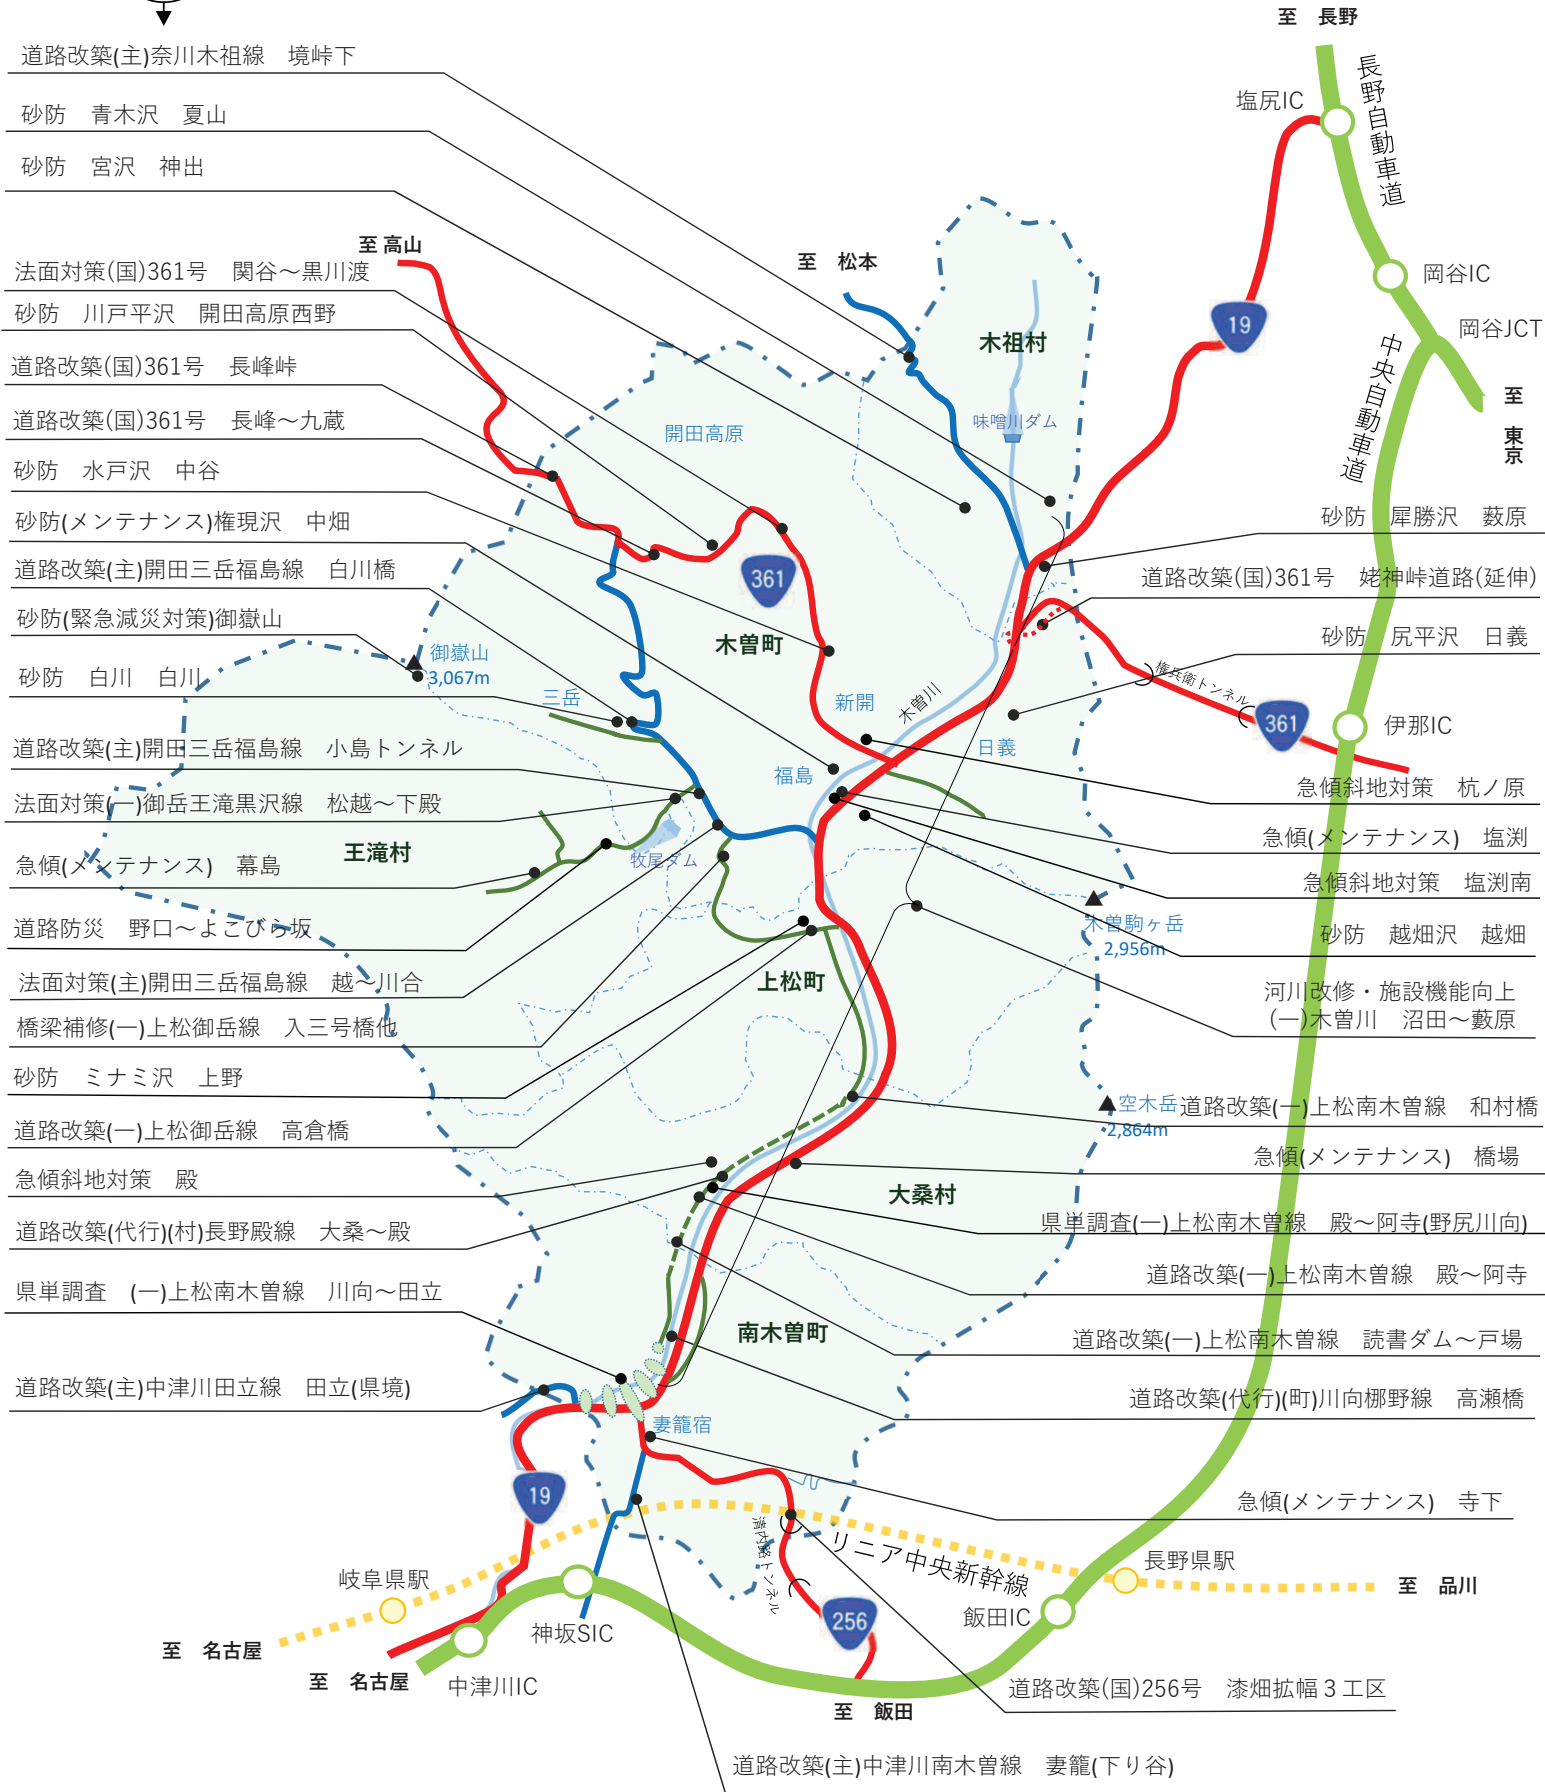 至　長野
道路改築(主)奈川木祖線　境峠下
長野自動車道
塩尻IC
砂防　青木沢　夏山
砂防　宮沢　神出
至 高山
至　松本
法面対策(国)361号　関谷～黒川渡
岡谷IC
砂防　川戸平沢　開田高原西野
19
岡谷JCT
木祖村
中央自動車道
道路改築(国)361号　長峰峠
至　東京
道路改築(国)361号　長峰～九蔵
味噌川ダム
開田高原
砂防　水戸沢　中谷
砂防(メンテナンス)権現沢　中畑
砂防　犀勝沢　薮原
道路改築(主)開田三岳福島線　白川橋
361
道路改築(国)361号　姥神峠道路(延伸)
砂防(緊急減災対策)御嶽山
木曽町
砂防　尻平沢　日義
御嶽山
3,067m
砂防　白川　白川
権兵衛トンネル
三岳
新開
木曽川
361
伊那IC
道路改築(主)開田三岳福島線　小島トンネル
日義
福島
急傾斜地対策　杭ノ原
法面対策(一)御岳王滝黒沢線　松越～下殿
急傾(メンテナンス)　塩渕
王滝村
牧尾ダム
急傾(メンテナンス)　幕島
急傾斜地対策　塩渕南
道路防災　野口～よこびら坂
木曽駒ヶ岳
2,956m
砂防　越畑沢　越畑
法面対策(主)開田三岳福島線　越～川合
上松町
河川改修・施設機能向上
(一)木曽川　沼田～藪原
橋梁補修(一)上松御岳線　入三号橋他
砂防　ミナミ沢　上野
空木岳
2,864m
道路改築(一)上松南木曽線　和村橋
道路改築(一)上松御岳線　高倉橋
急傾(メンテナンス)　橋場
急傾斜地対策　殿
大桑村
県単調査(一)上松南木曽線　殿～阿寺(野尻川向)
道路改築(代行)(村)長野殿線　大桑～殿
道路改築(一)上松南木曽線　殿～阿寺
県単調査　(一)上松南木曽線　川向～田立
南木曽町
道路改築(一)上松南木曽線　読書ダム～戸場
道路改築(主)中津川田立線　田立(県境)
道路改築(代行)(町)川向梛野線　高瀬橋
妻籠宿
19
急傾(メンテナンス)　寺下
清内路トンネル
リニア中央新幹線
長野県駅
岐阜県駅
至　品川
飯田IC
256
神坂SIC
至　名古屋
至　名古屋
中津川IC
道路改築(国)256号　漆畑拡幅３工区
至　飯田
道路改築(主)中津川南木曽線　妻籠(下り谷)